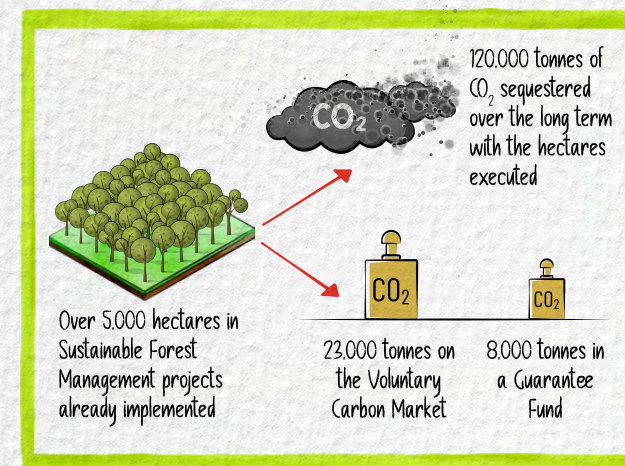 120,000 tonnes of
CO₂ sequestered
over the long term
with the hectares
executed
CO₂
Over 5.000 hectares in
Sustainable Forest
Management projects
already implemented
CO₂
23,000 tonnes on
the Voluntary
Carbon Market
CO₂
8,000 tonnes in
a Guarantee
Fund